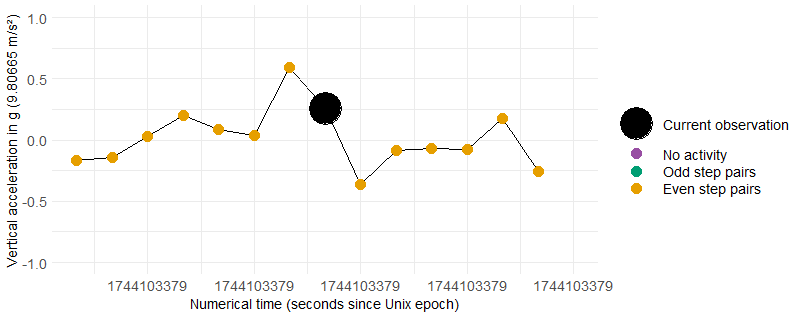 Vertical acceleration in g (9.80665 m/s²)
1.0
0.5
0.0
-0.5
-1.0
1744103379 1744103379 1744103379 1744103379 1744103379
Numerical time (seconds since Unix epoch)
Current observation
No activity
Odd step pairs
Even step pairs